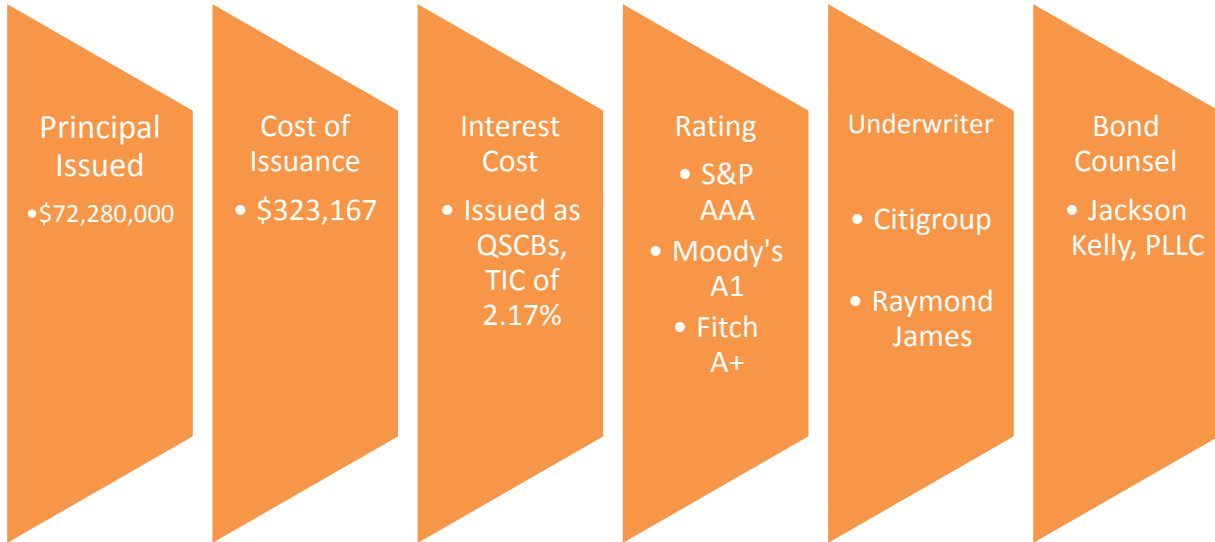 Principal
Issued
•$72,280,000
Cost of
Issuance
• $323,167
Interest
Cost
• Issued as
QSCBs,
TIC of
2.17%
Rating
• S&P
AAA
• Moody's
A1
• Fitch
A+
Underwriter
• Citigroup
• Raymond
James
Bond
Counsel
• Jackson
Kelly, PLLC